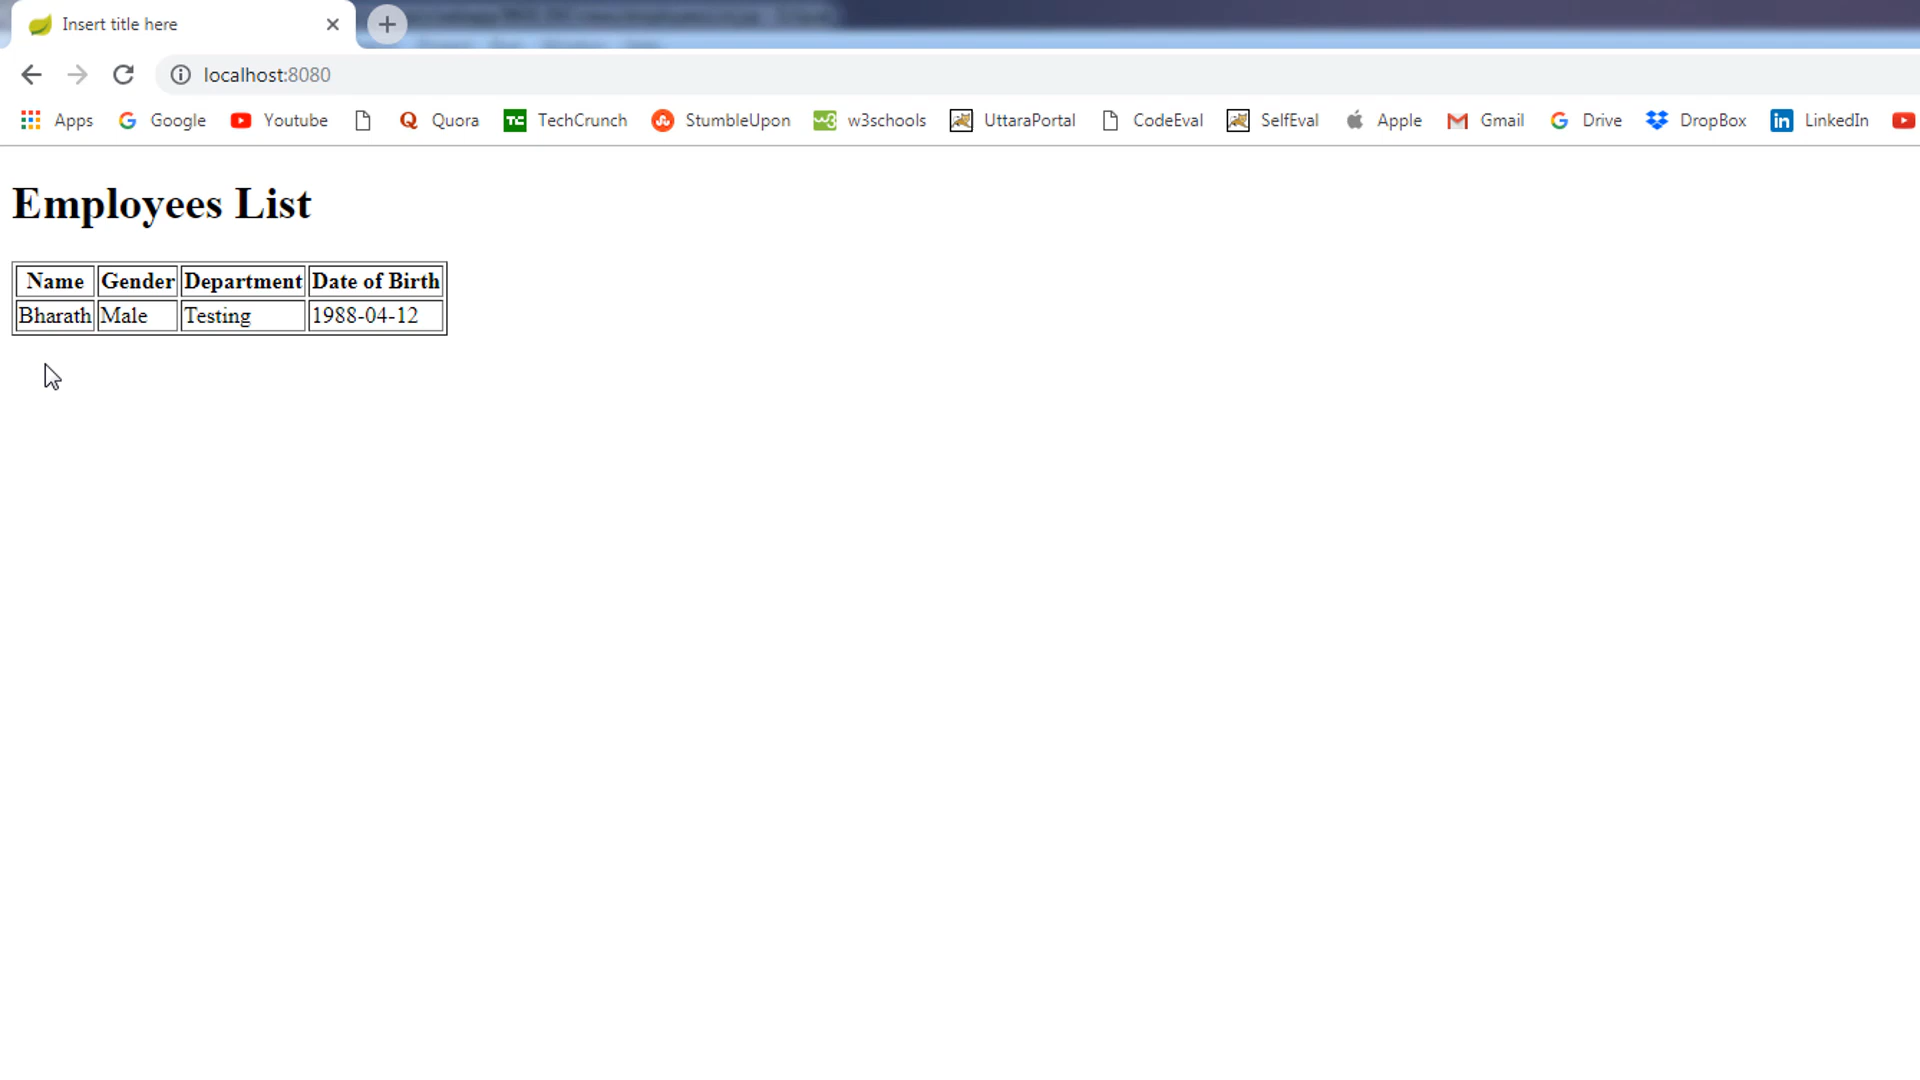 Insert title here
localhost:8080
Apps Google Youtube Quora TechCrunch StumbleUpon w3schools UttaraPortal CodeEval SelfEval Apple Gmail Drive DropBox LinkedIn
Employees List
Name Gender Department Date of Birth
Bharath Male Testing 1988-04-12